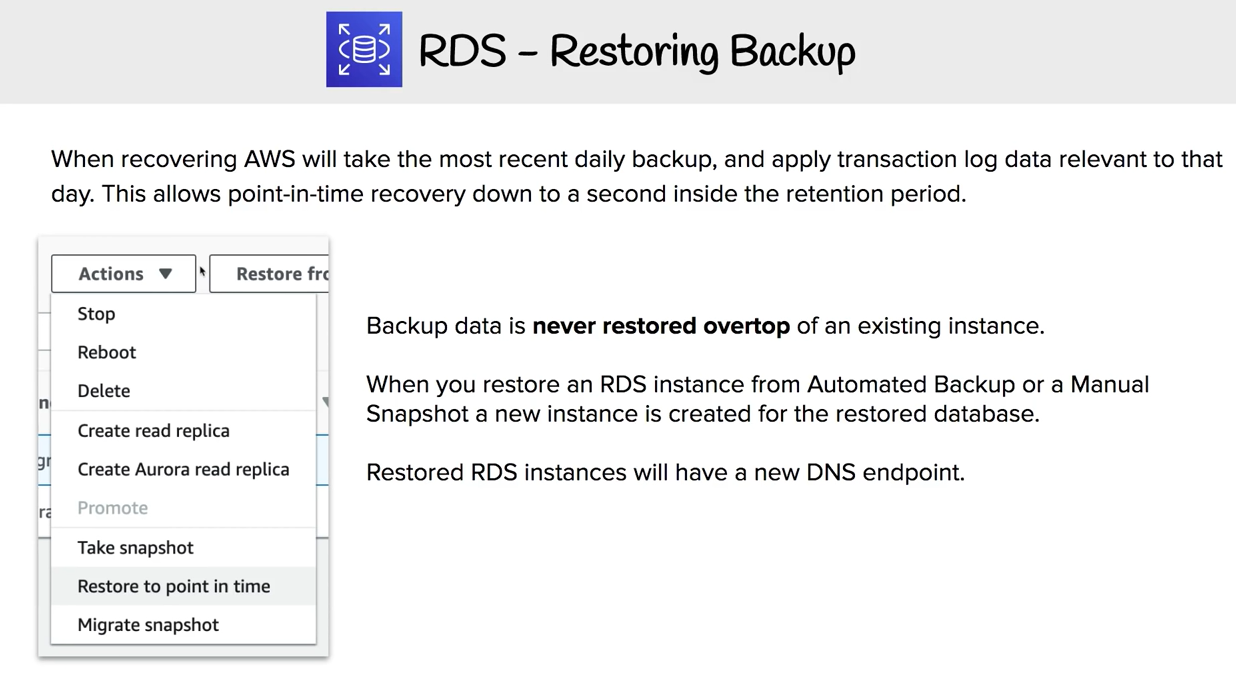 RDS – Restoring Backup
When recovering AWS will take the most recent daily backup, and apply transaction log data relevant to that
day. This allows point-in-time recovery down to a second inside the retention period.
Actions
Restore
Stop
Reboot
Delete
Create read replica
Create Aurora read replica
Promote
Take snapshot
Restore to point in time
Migrate snapshot
Backup data is never restored overtop of an existing instance.
When you restore an RDS instance from Automated Backup or a Manual
Snapshot a new instance is created for the restored database.
Restored RDS instances will have a new DNS endpoint.